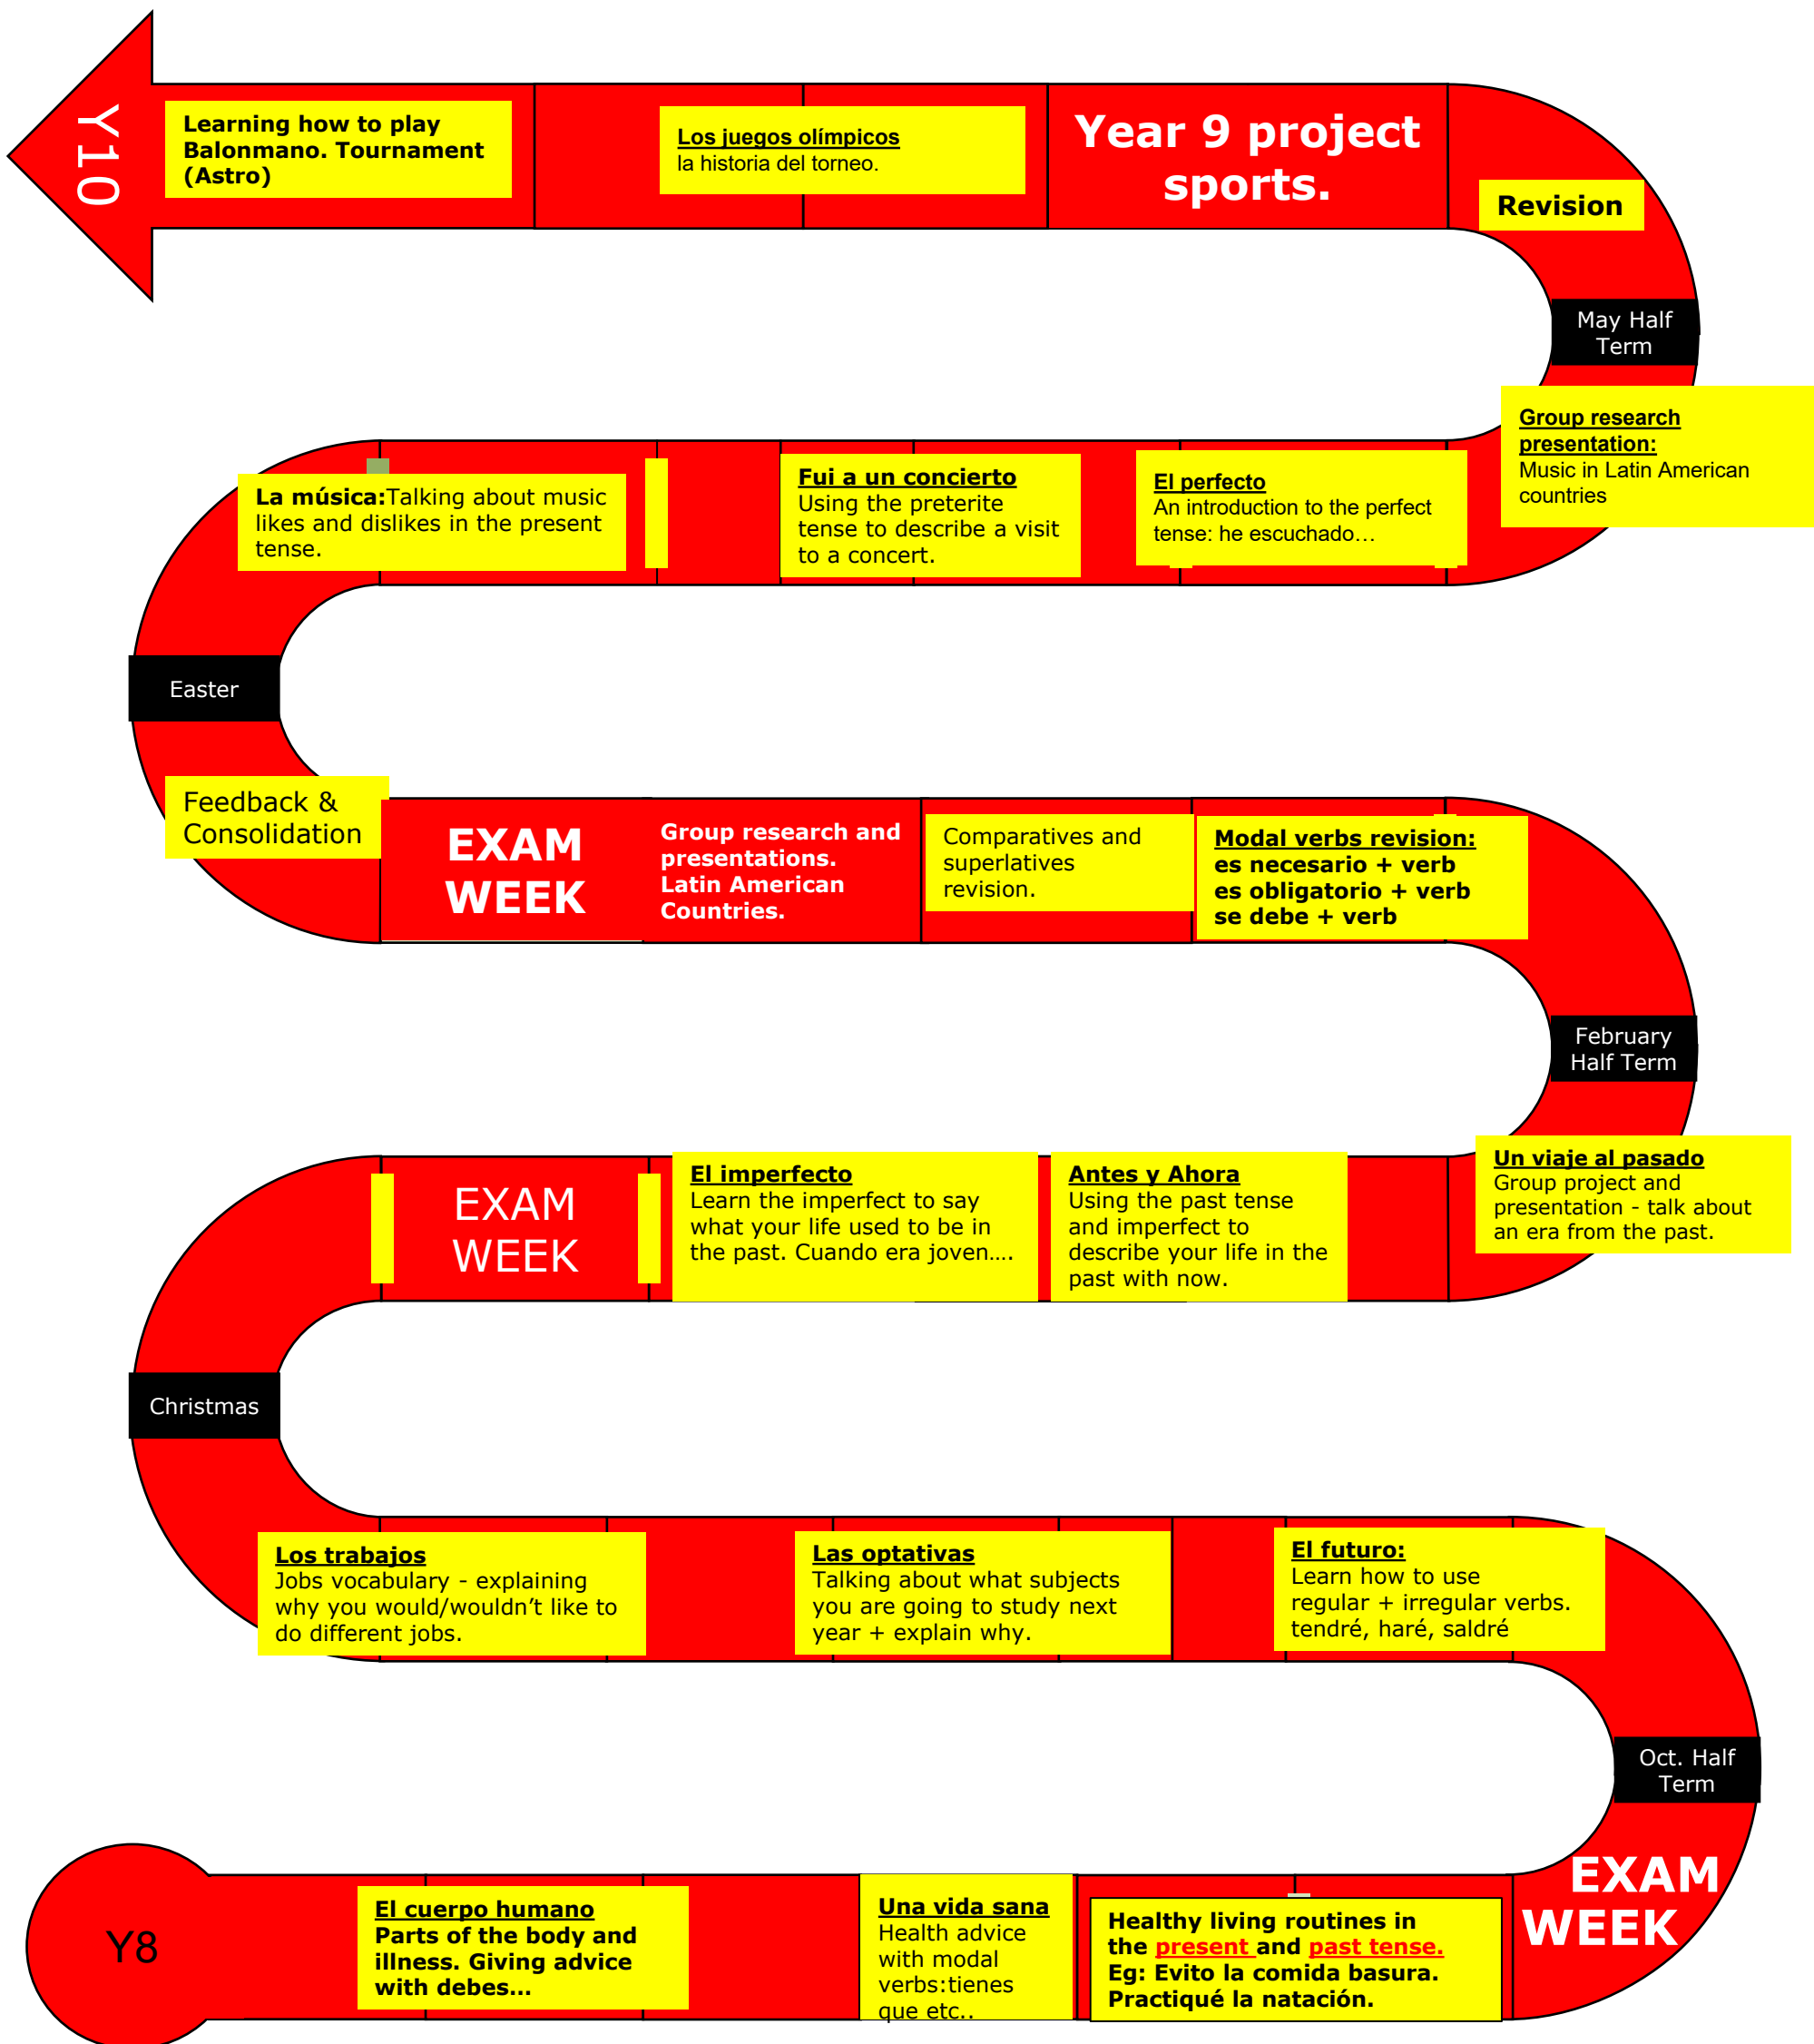 Y10
Learning how to play
Balonmano. Tournament
(Astro)
Los juegos olímpicos
la historia del torneo.
Year 9 project
sports.
Revision
May Half
Term
Group research
presentation:
Music in Latin American
countries
La música:Talking about music
likes and dislikes in the present
tense.
Fui a un concierto
Using the preterite
tense to describe a visit
to a concert.
El perfecto
An introduction to the perfect
tense: he escuchado…
Easter
Feedback &
Consolidation
EXAM
WEEK
Group research and
presentations.
Latin American
Countries.
Comparatives and
superlatives
revision.
Modal verbs revision:
es necesario + verb
es obligatorio + verb
se debe + verb
February
Half Term
EXAM
WEEK
El imperfecto
Learn the imperfect to say
what your life used to be in
the past. Cuando era joven….
Antes y Ahora
Using the past tense
and imperfect to
describe your life in the
past with now.
Un viaje al pasado
Group project and
presentation - talk about
an era from the past.
Christmas
Los trabajos
Jobs vocabulary - explaining
why you would/wouldn't like to
do different jobs.
Las optativas
Talking about what subjects
you are going to study next
year + explain why.
El futuro:
Learn how to use
regular + irregular verbs.
tendré, haré, saldré
Oct. Half
Term
Y8
El cuerpo humano
Parts of the body and
illness. Giving advice
with debes…
Una vida sana
Health advice
with modal
verbs:tienes
que etc..
Healthy living routines in
the present and past tense.
Eg: Evito la comida basura.
Practiqué la natación.
EXAM
WEEK